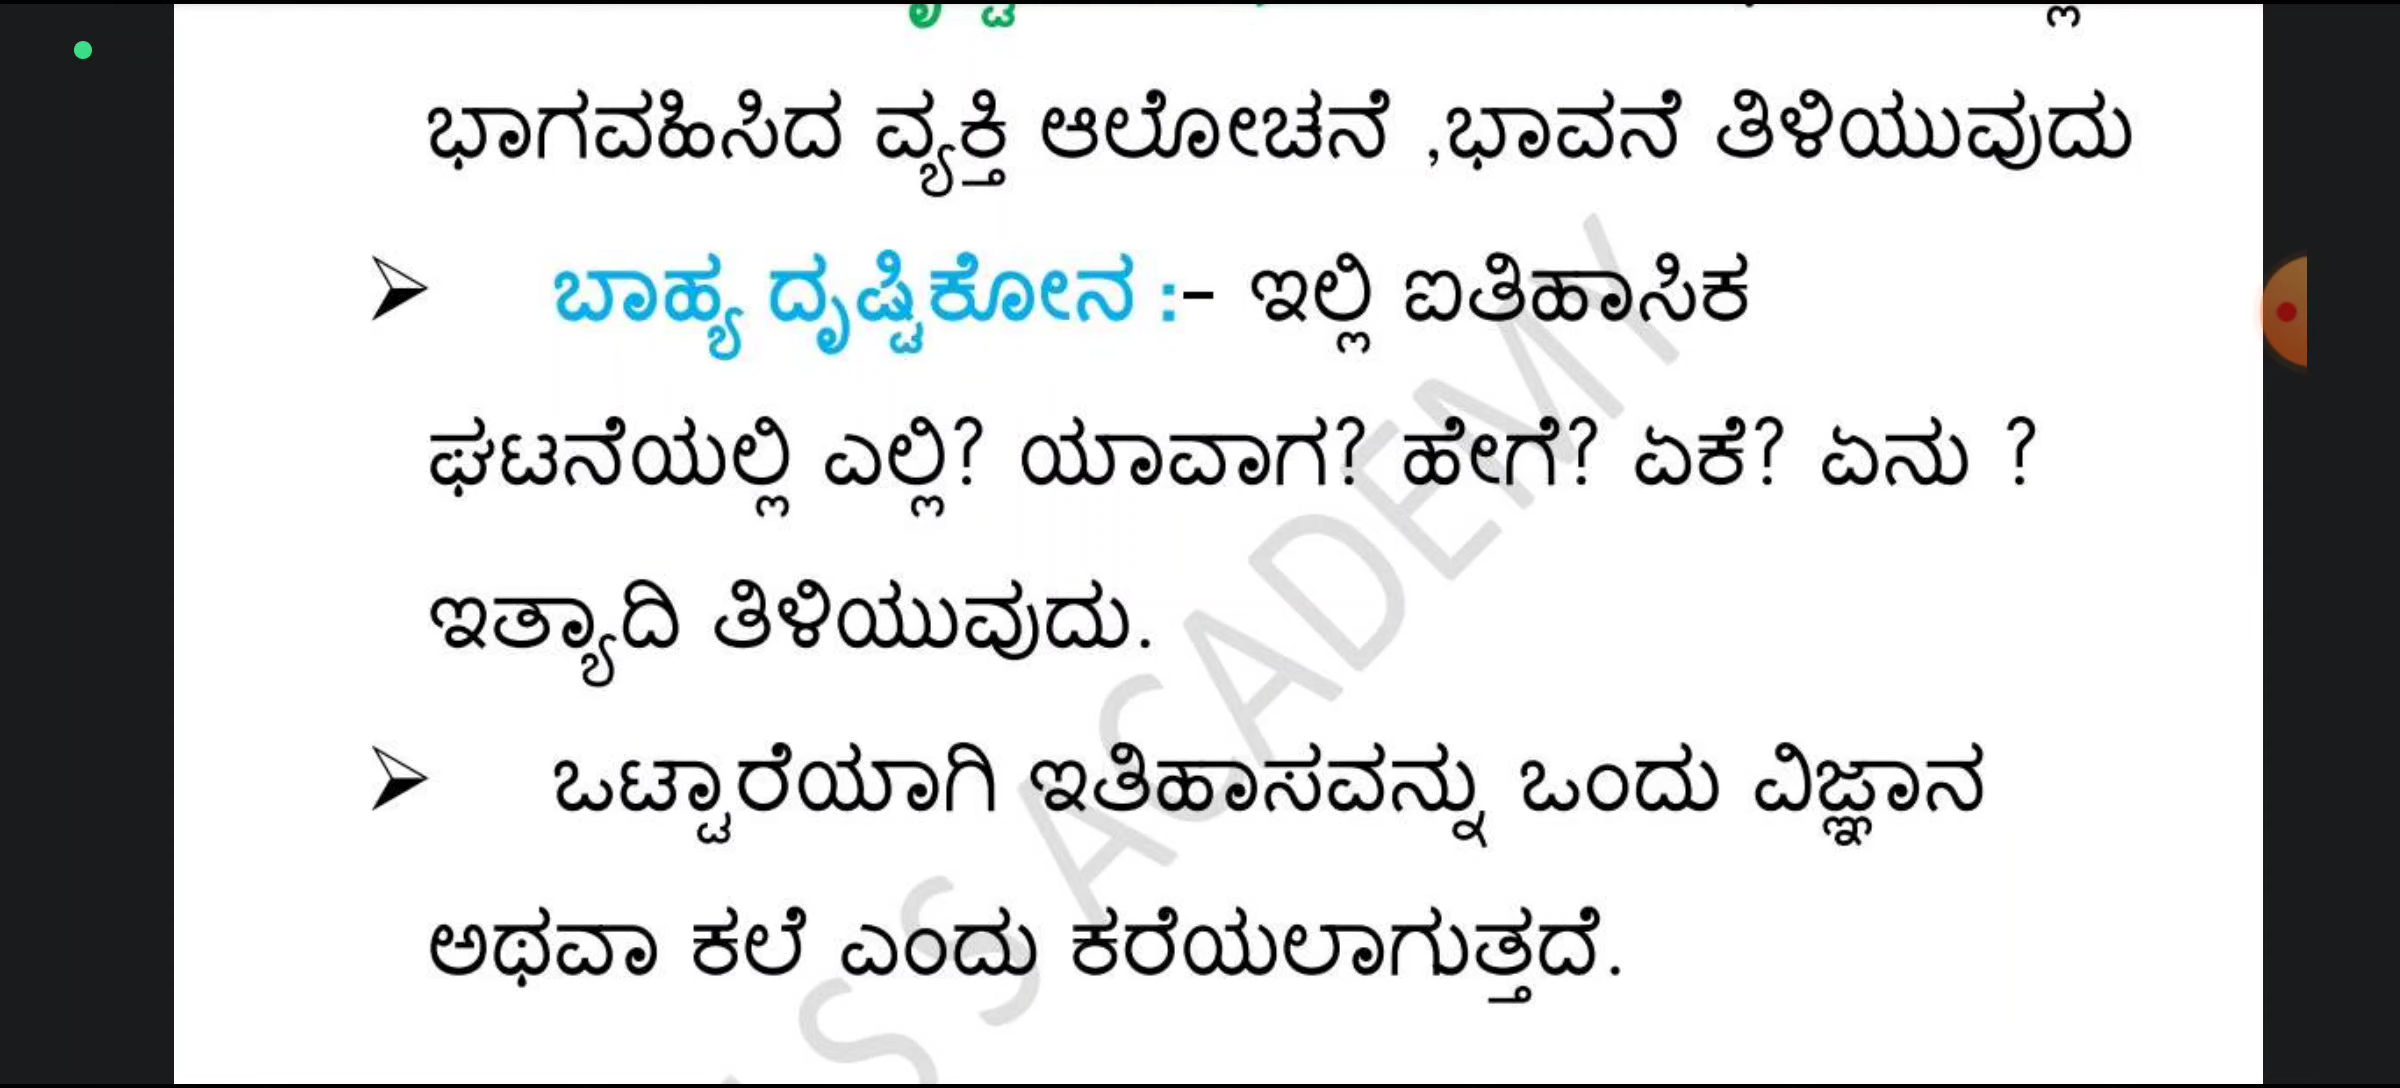 ಭಾಗವಹಿಸಿದ ವ್ಯಕ್ತಿ ಆಲೋಚನೆ ,ಭಾವನೆ ತಿಳಿಯುವುದು
➢ ಬಾಹ್ಯ ದೃಷ್ಟಿಕೋನ :- ಇಲ್ಲಿ ಐತಿಹಾಸಿಕ
ಘಟನೆಯಲ್ಲಿ ಎಲ್ಲಿ? ಯಾವಾಗ? ಹೇಗೆ? ಏಕೆ? ಏನು ?
ಇತ್ಯಾದಿ ತಿಳಿಯುವುದು.
➢ ಒಟ್ಟಾರೆಯಾಗಿ ಇತಿಹಾಸವನ್ನು ಒಂದು ವಿಜ್ಞಾನ
ಅಥವಾ ಕಲೆ ಎಂದು ಕರೆಯಲಾಗುತ್ತದೆ.
S S ACADEMY